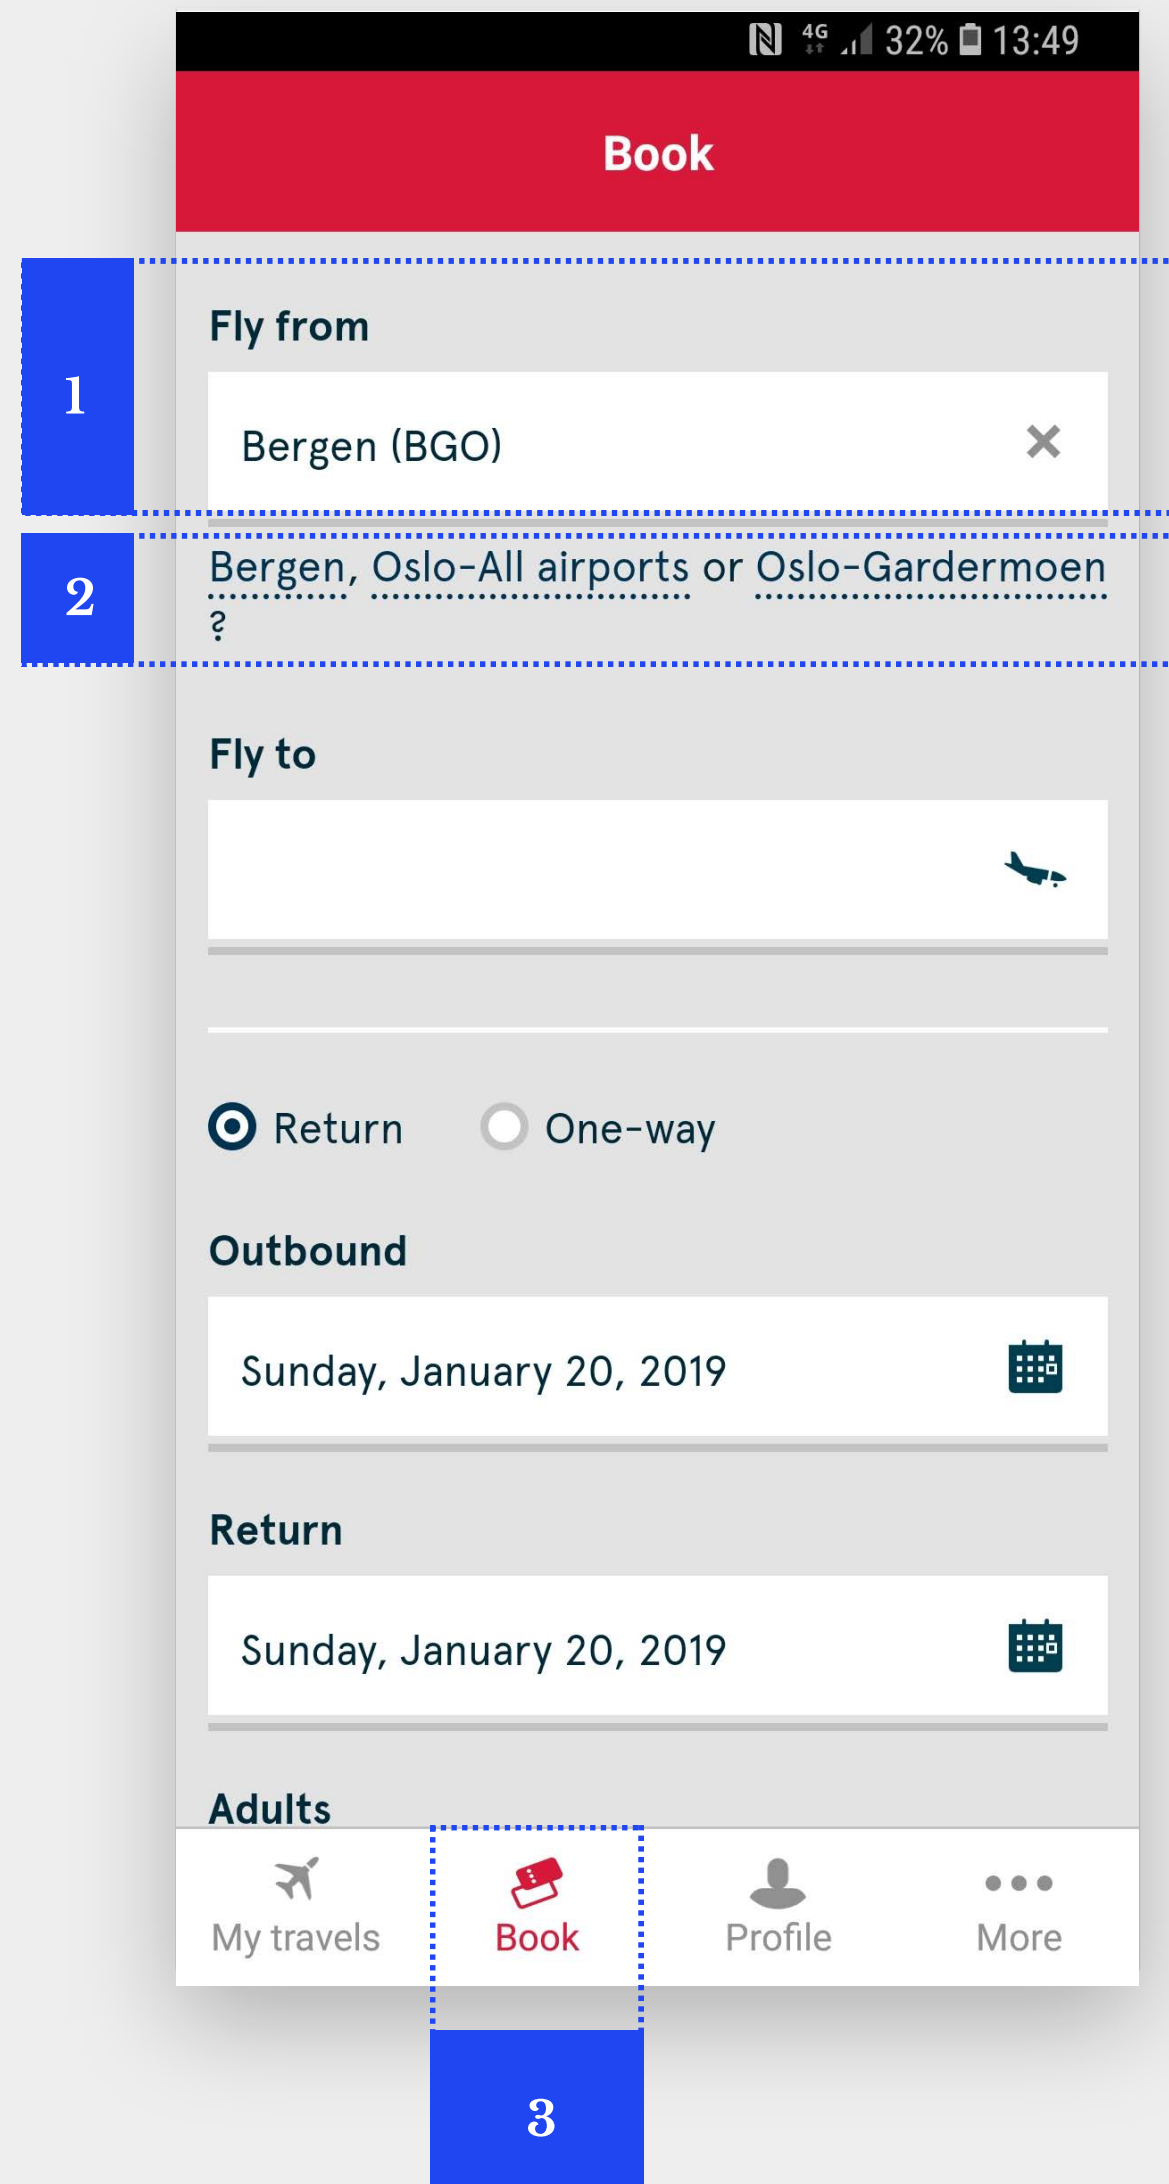 4G 32% 13:49
Book
Fly from
1
Bergen (BGO)
2
Bergen, Oslo-All airports or Oslo-Gardermoen
?
Fly to
Return One-way
Outbound
Sunday, January 20, 2019
Return
Sunday, January 20, 2019
Adults
My travels Book Profile More
3